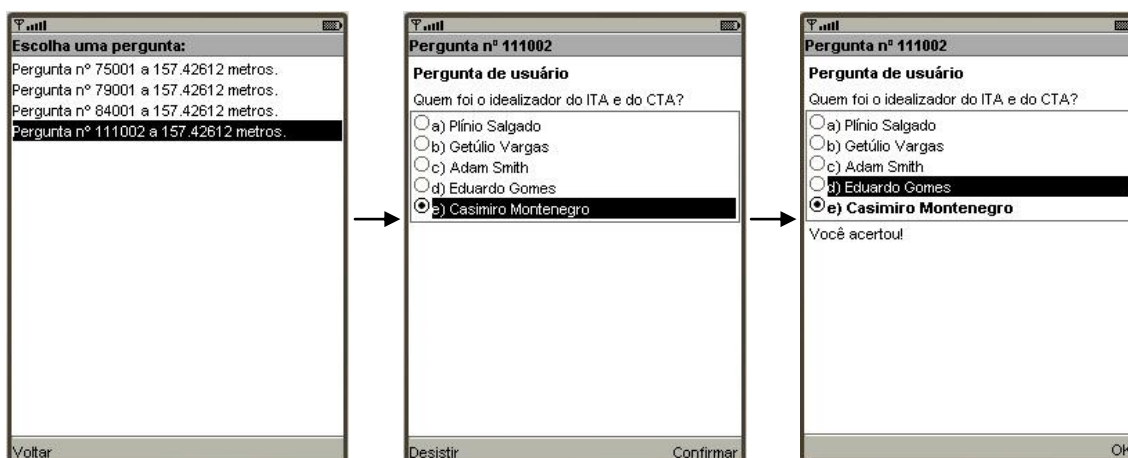 Escolha uma pergunta:
Pergunta nº 75001 a 157.42612 metros.
Pergunta nº 79001 a 157.42612 metros.
Pergunta nº 84001 a 157.42612 metros.
Pergunta nº 111002 a 157.42612 metros.
Voltar
Pergunta nº 111002
Pergunta de usuário
Quem foi o idealizador do ITA e do CTA?
a) Plínio Salgado
b) Getúlio Vargas
c) Adam Smith
d) Eduardo Gomes
e) Casimiro Montenegro
Desistir Confirmar
Pergunta nº 111002
Pergunta de usuário
Quem foi o idealizador do ITA e do CTA?
a) Plínio Salgado
b) Getúlio Vargas
c) Adam Smith
d) Eduardo Gomes
e) Casimiro Montenegro
Você acertou!
OK